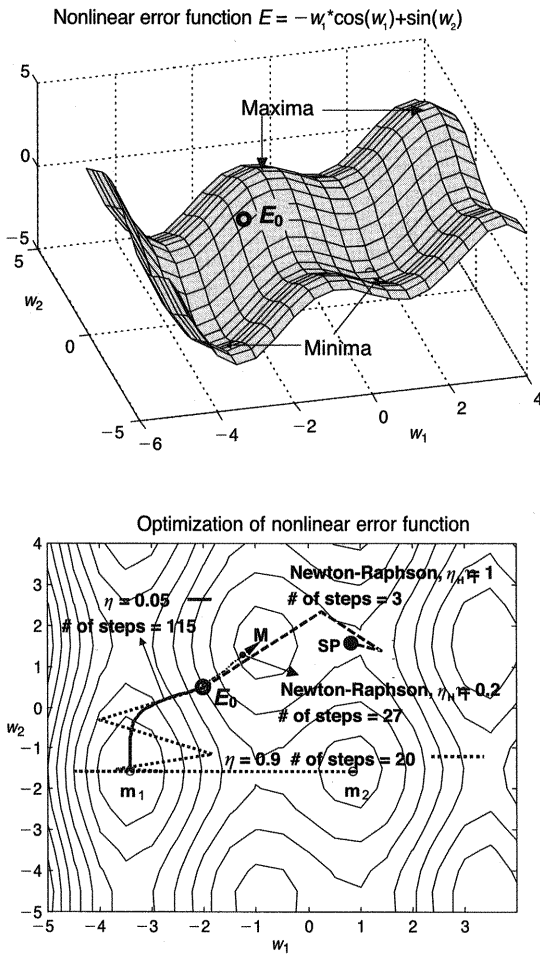 Nonlinear error function E = −w₁*cos(w₁)+sin(w₂)
5
0
−5
5
0
−5
w₂
Maxima
E₀
Minima
−6
−4
−2
0
2
4
w₁
Optimization of nonlinear error function
4
3
2
1
0
−1
−2
−3
−4
−5
w₂
Newton-Raphson, η_H = 1
# of steps = 3
η = 0.05
# of steps = 115
M
SP
E₀
Newton-Raphson, η_H = 0.2
# of steps = 27
η = 0.9 # of steps = 20
m₁
m₂
−5
−4
−3
−2
−1
0
1
2
3
w₁